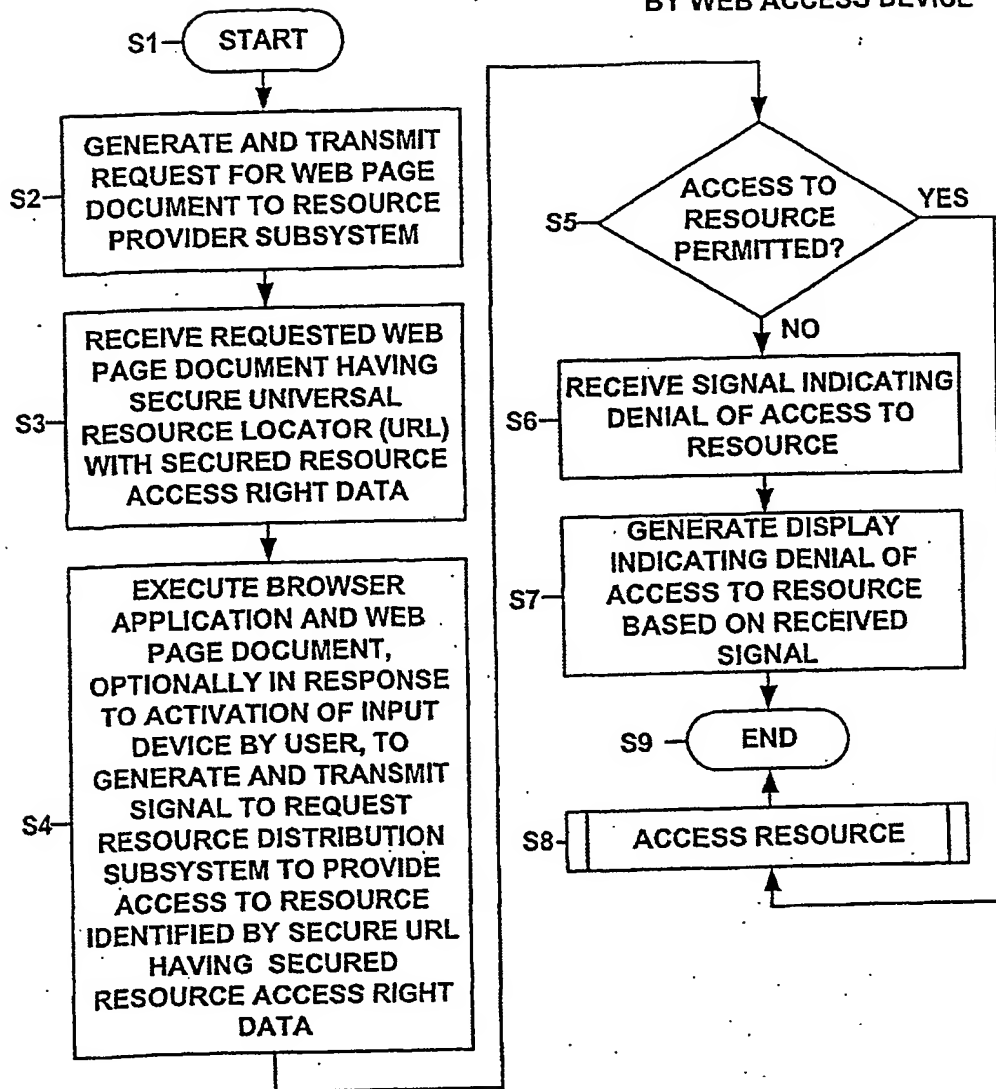 BY WEB ACCESS DEVICE
S1
START
S2
GENERATE AND TRANSMIT
REQUEST FOR WEB PAGE
DOCUMENT TO RESOURCE
PROVIDER SUBSYSTEM
S3
RECEIVE REQUESTED WEB
PAGE DOCUMENT HAVING
SECURE UNIVERSAL
RESOURCE LOCATOR (URL)
WITH SECURED RESOURCE
ACCESS RIGHT DATA
S4
EXECUTE BROWSER
APPLICATION AND WEB
PAGE DOCUMENT,
OPTIONALLY IN RESPONSE
TO ACTIVATION OF INPUT
DEVICE BY USER, TO
GENERATE AND TRANSMIT
SIGNAL TO REQUEST
RESOURCE DISTRIBUTION
SUBSYSTEM TO PROVIDE
ACCESS TO RESOURCE
IDENTIFIED BY SECURE URL
HAVING SECURED
RESOURCE ACCESS RIGHT
DATA
S5
ACCESS TO
RESOURCE
PERMITTED?
YES
NO
S6
RECEIVE SIGNAL INDICATING
DENIAL OF ACCESS TO
RESOURCE
S7
GENERATE DISPLAY
INDICATING DENIAL OF
ACCESS TO RESOURCE
BASED ON RECEIVED
SIGNAL
S9
END
S8
ACCESS RESOURCE